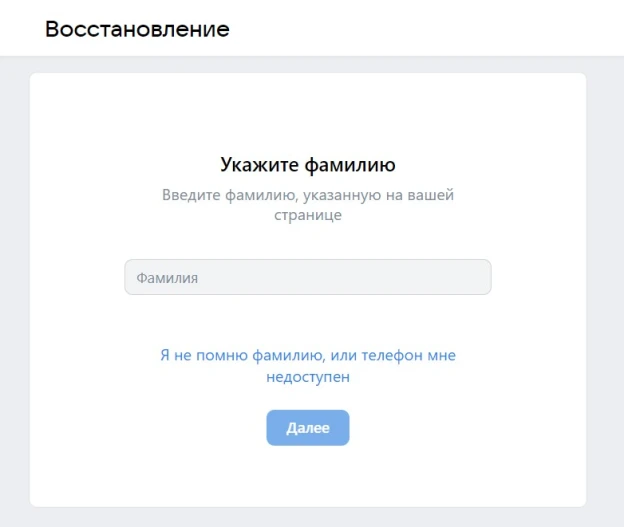 Восстановление
Укажите фамилию
Введите фамилию, указанную на вашей
странице
Фамилия
Я не помню фамилию, или телефон мне
недоступен
Далее